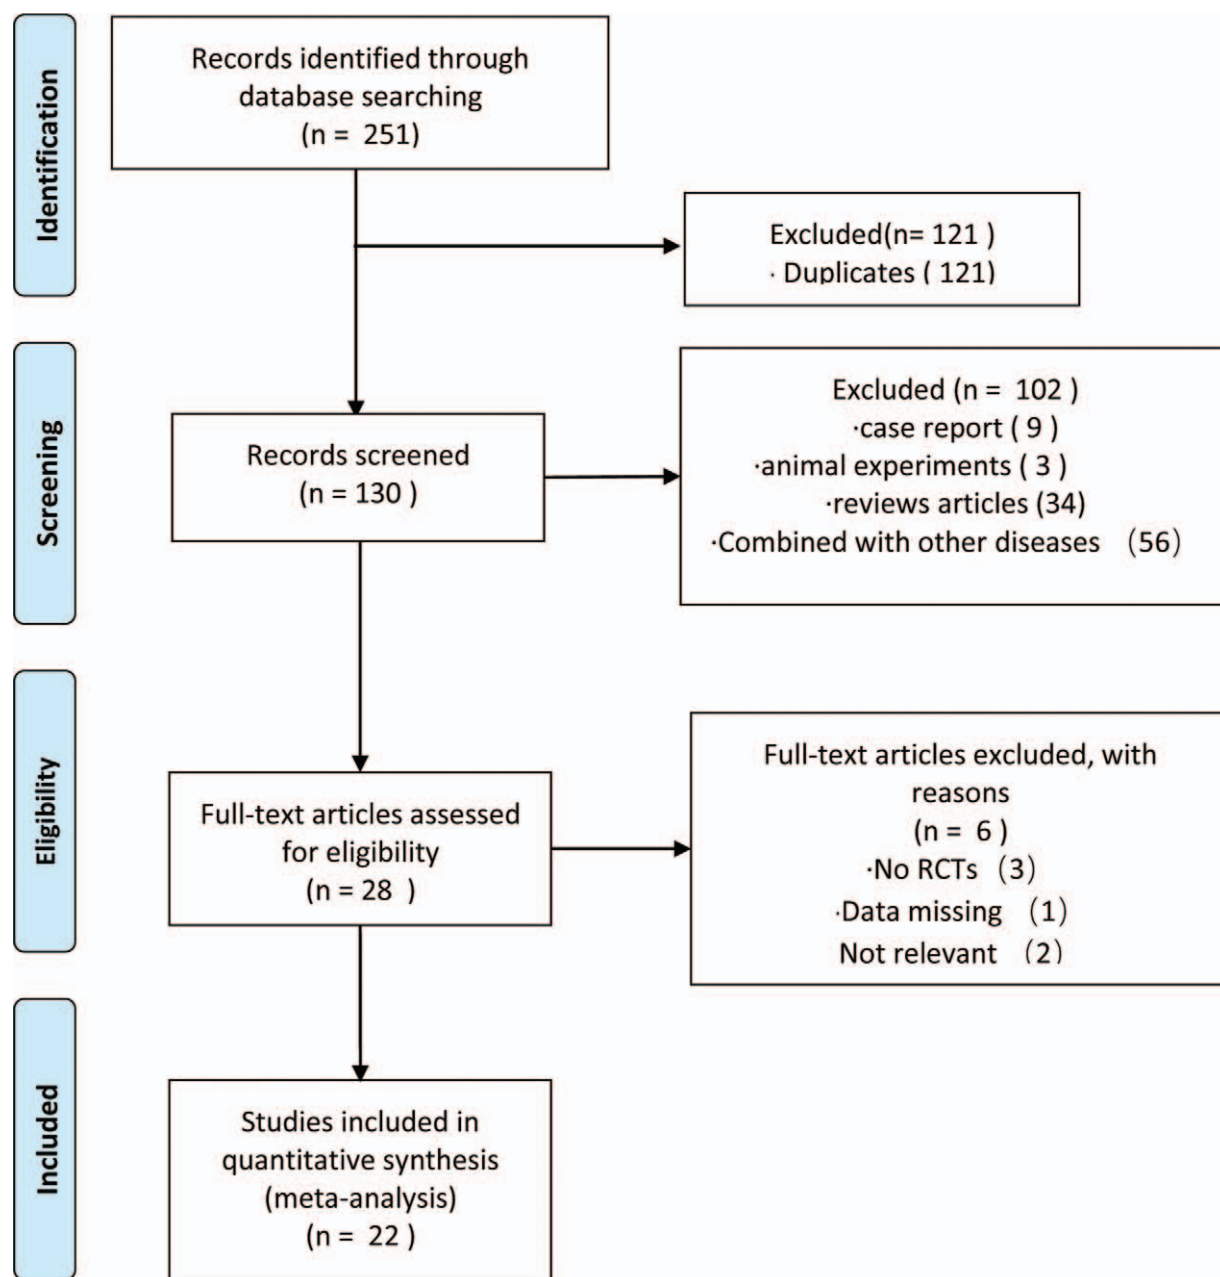 Identification
Records identified through
database searching
(n = 251)
Excluded(n= 121 )
· Duplicates ( 121)
Screening
Records screened
(n = 130 )
Excluded (n = 102 )
·case report ( 9 )
·animal experiments ( 3 )
·reviews articles (34)
·Combined with other diseases （56）
Eligibility
Full-text articles assessed
for eligibility
(n = 28 )
Full-text articles excluded, with
reasons
(n = 6 )
·No RCTs （3）
·Data missing （1）
Not relevant （2）
Included
Studies included in
quantitative synthesis
(meta-analysis)
(n = 22 )